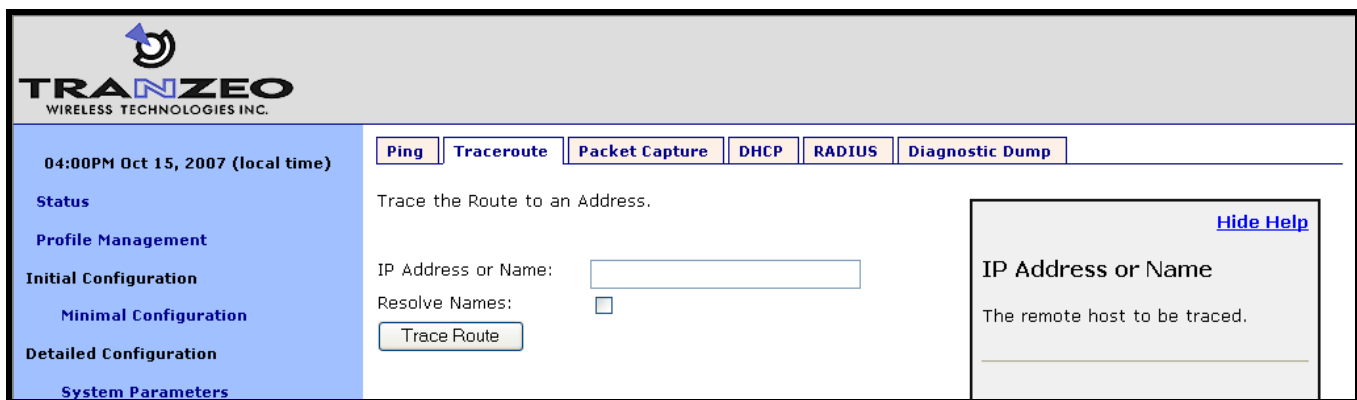 TRANZEO
WIRELESS TECHNOLOGIES INC.
04:00PM Oct 15, 2007 (local time)
Status
Profile Management
Initial Configuration
Minimal Configuration
Detailed Configuration
System Parameters
Ping Traceroute Packet Capture DHCP RADIUS Diagnostic Dump
Trace the Route to an Address.
IP Address or Name:
Resolve Names:
Trace Route
Hide Help
IP Address or Name
The remote host to be traced.